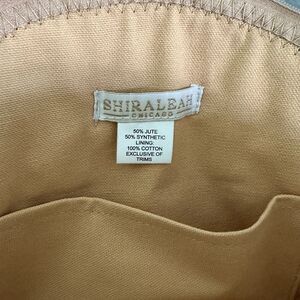 SHIRALEAH
CHICAGO
50% JUTE
50% SYNTHETIC
LINING:
100% COTTON
EXCLUSIVE OF
TRIMS